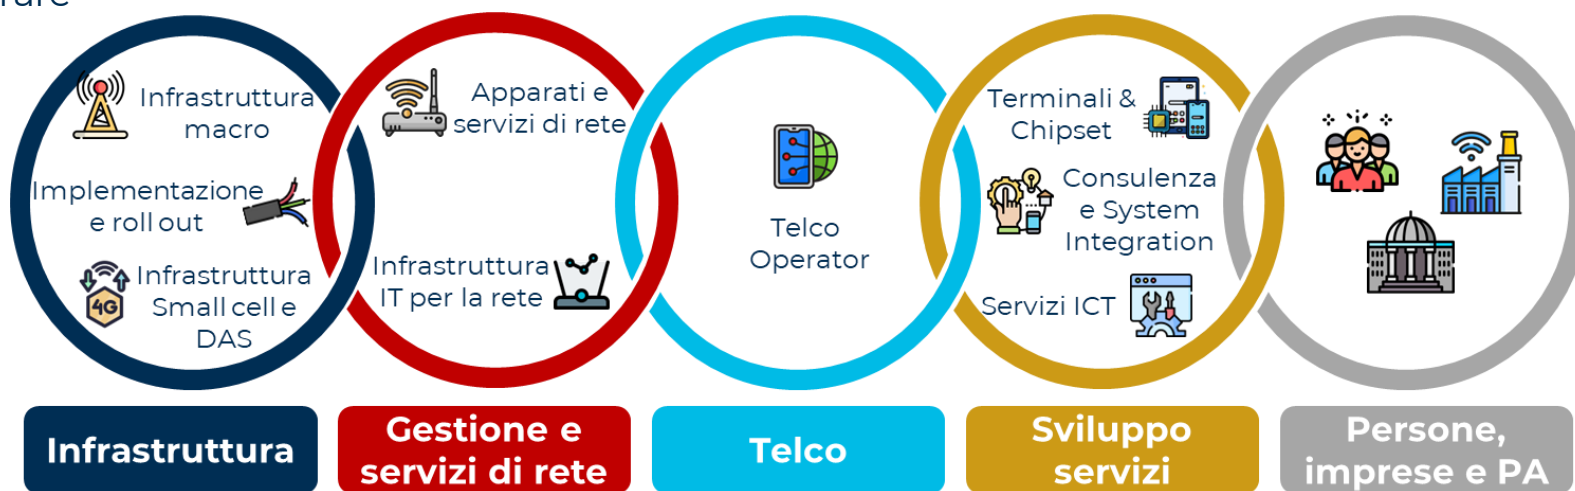 Infrastruttura
macro
Implementazione
e roll out
4G
Infrastruttura
Small cell e
DAS
Apparati e
servizi di rete
Infrastruttura
IT per la rete
Telco
Operator
Terminali &
Chipset
Consulenza
e System
Integration
Servizi ICT
Infrastruttura
Gestione e
servizi di rete
Telco
Sviluppo
servizi
Persone,
imprese e PA